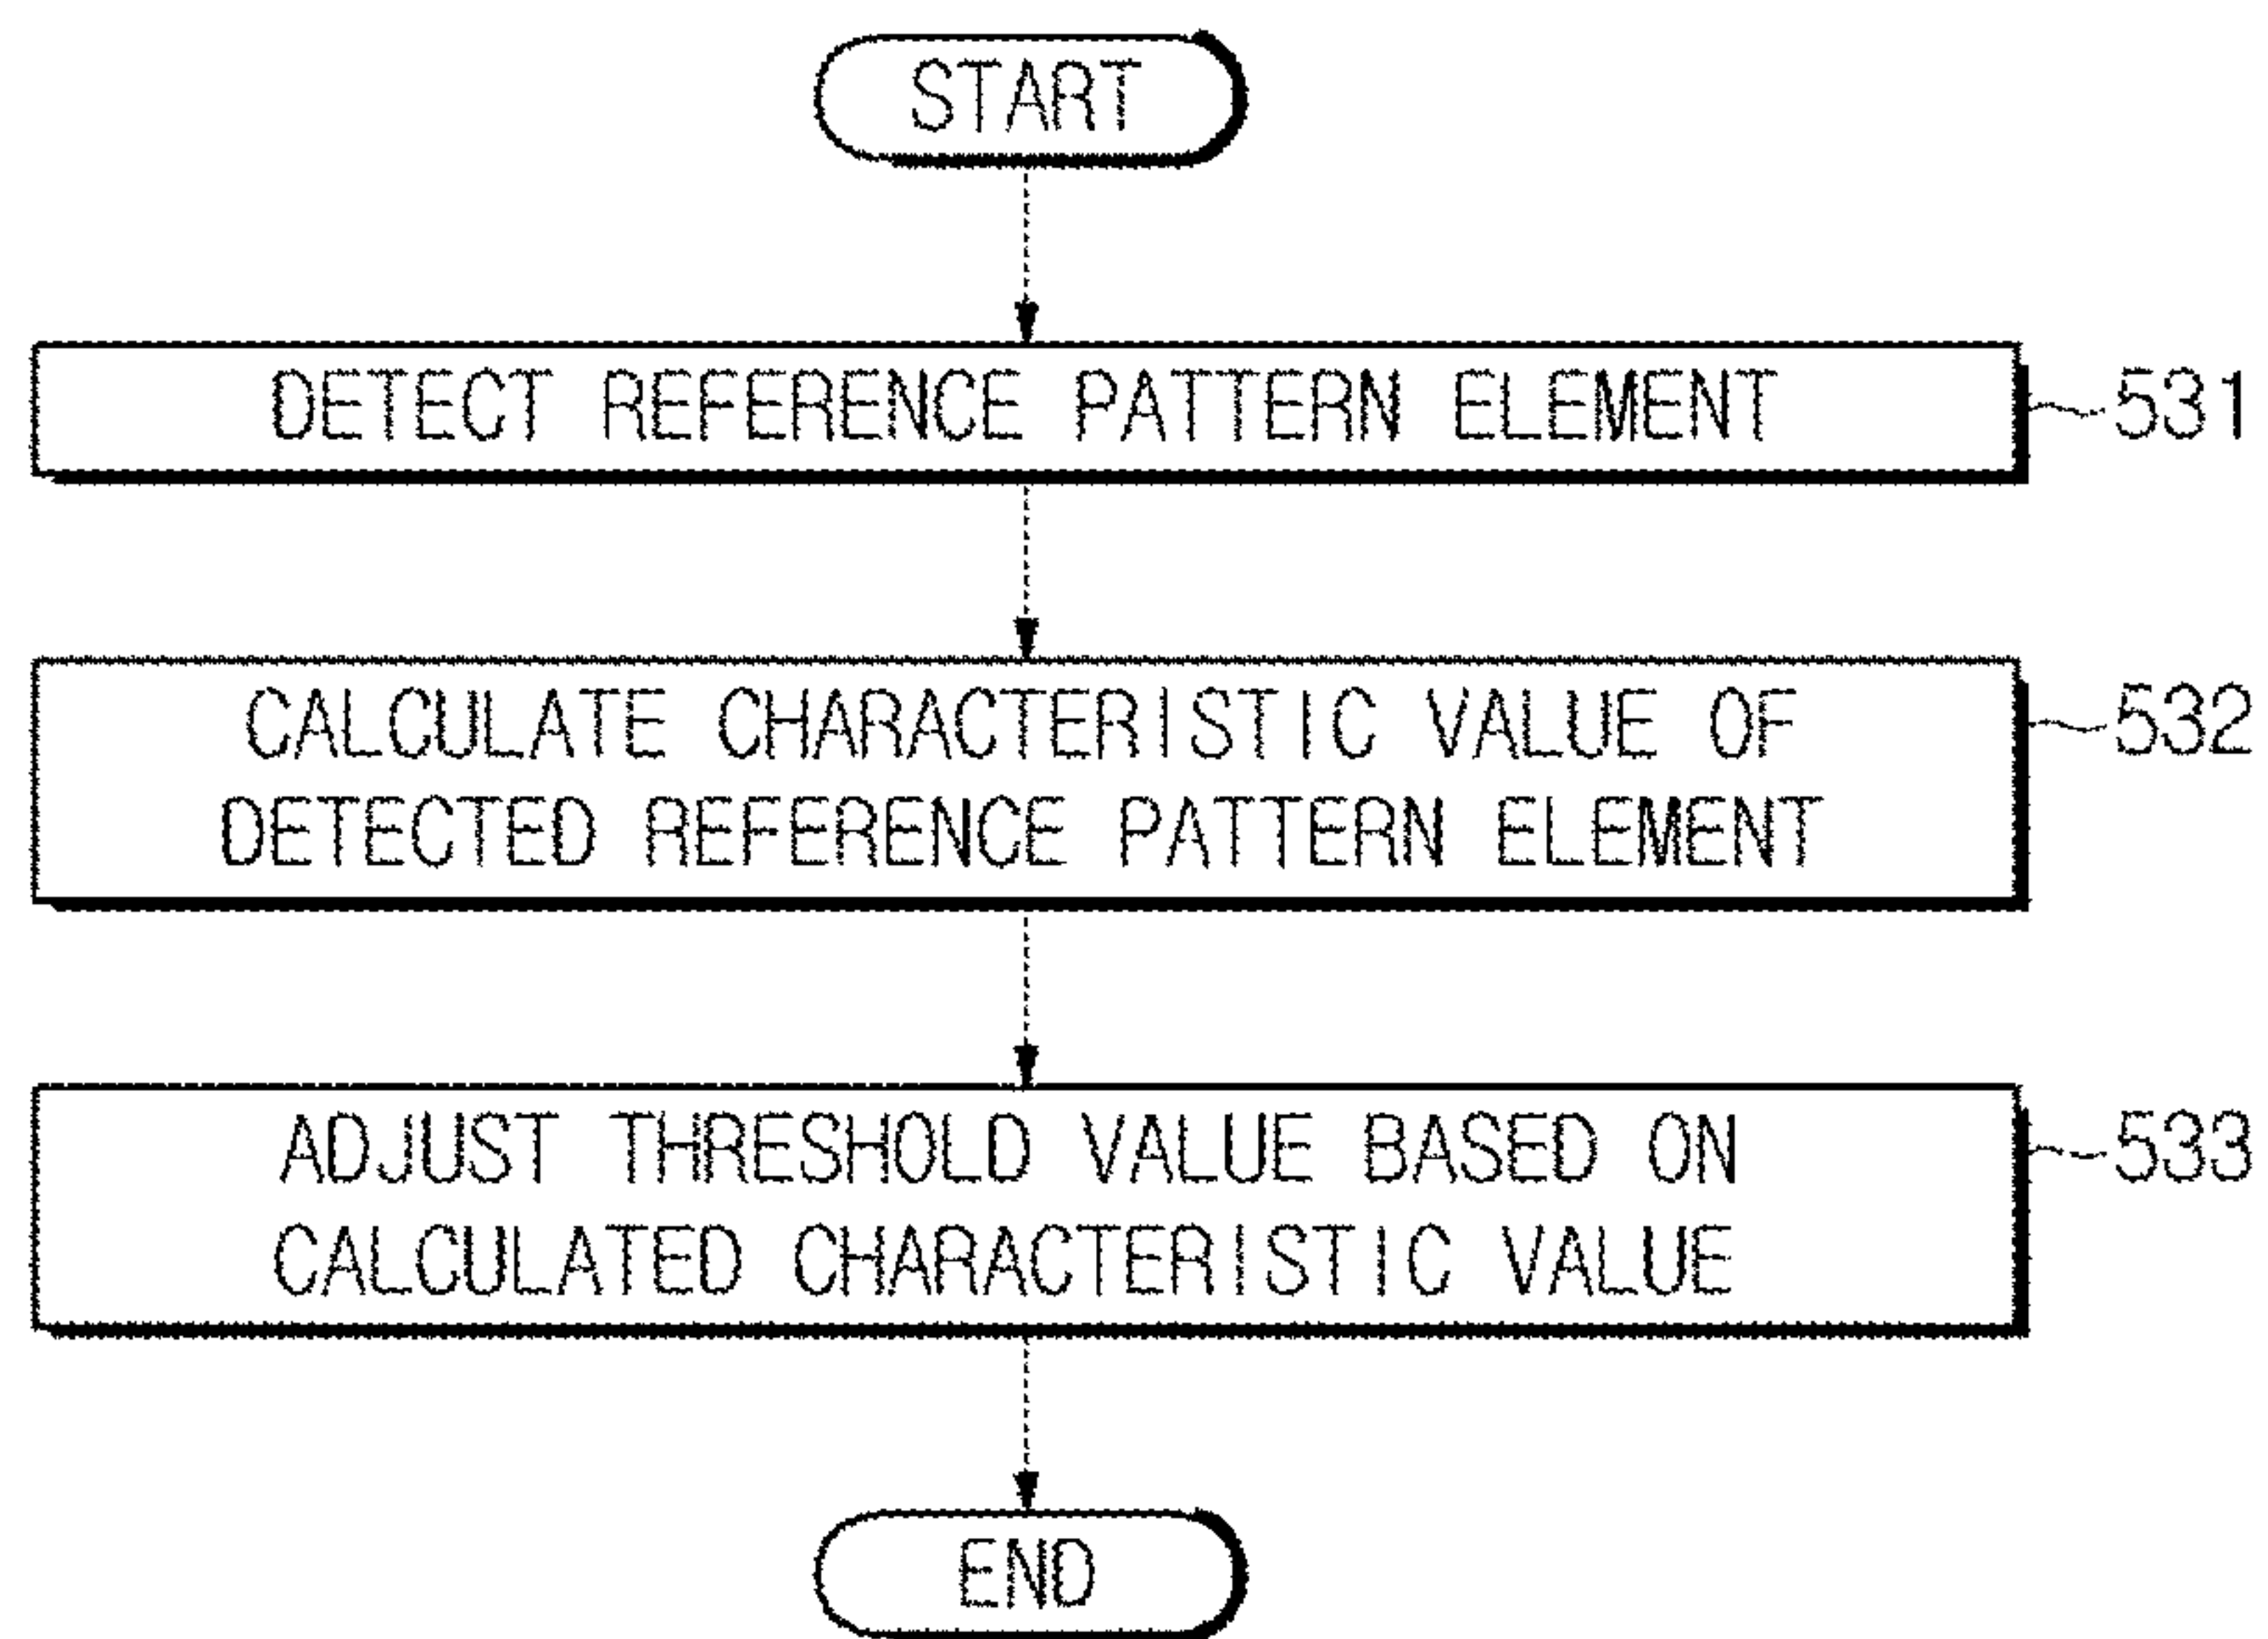 START
DETECT REFERENCE PATTERN ELEMENT
531
CALCULATE CHARACTERISTIC VALUE OF
DETECTED REFERENCE PATTERN ELEMENT
532
ADJUST THRESHOLD VALUE BASED ON
CALCULATED CHARACTERISTIC VALUE
533
END